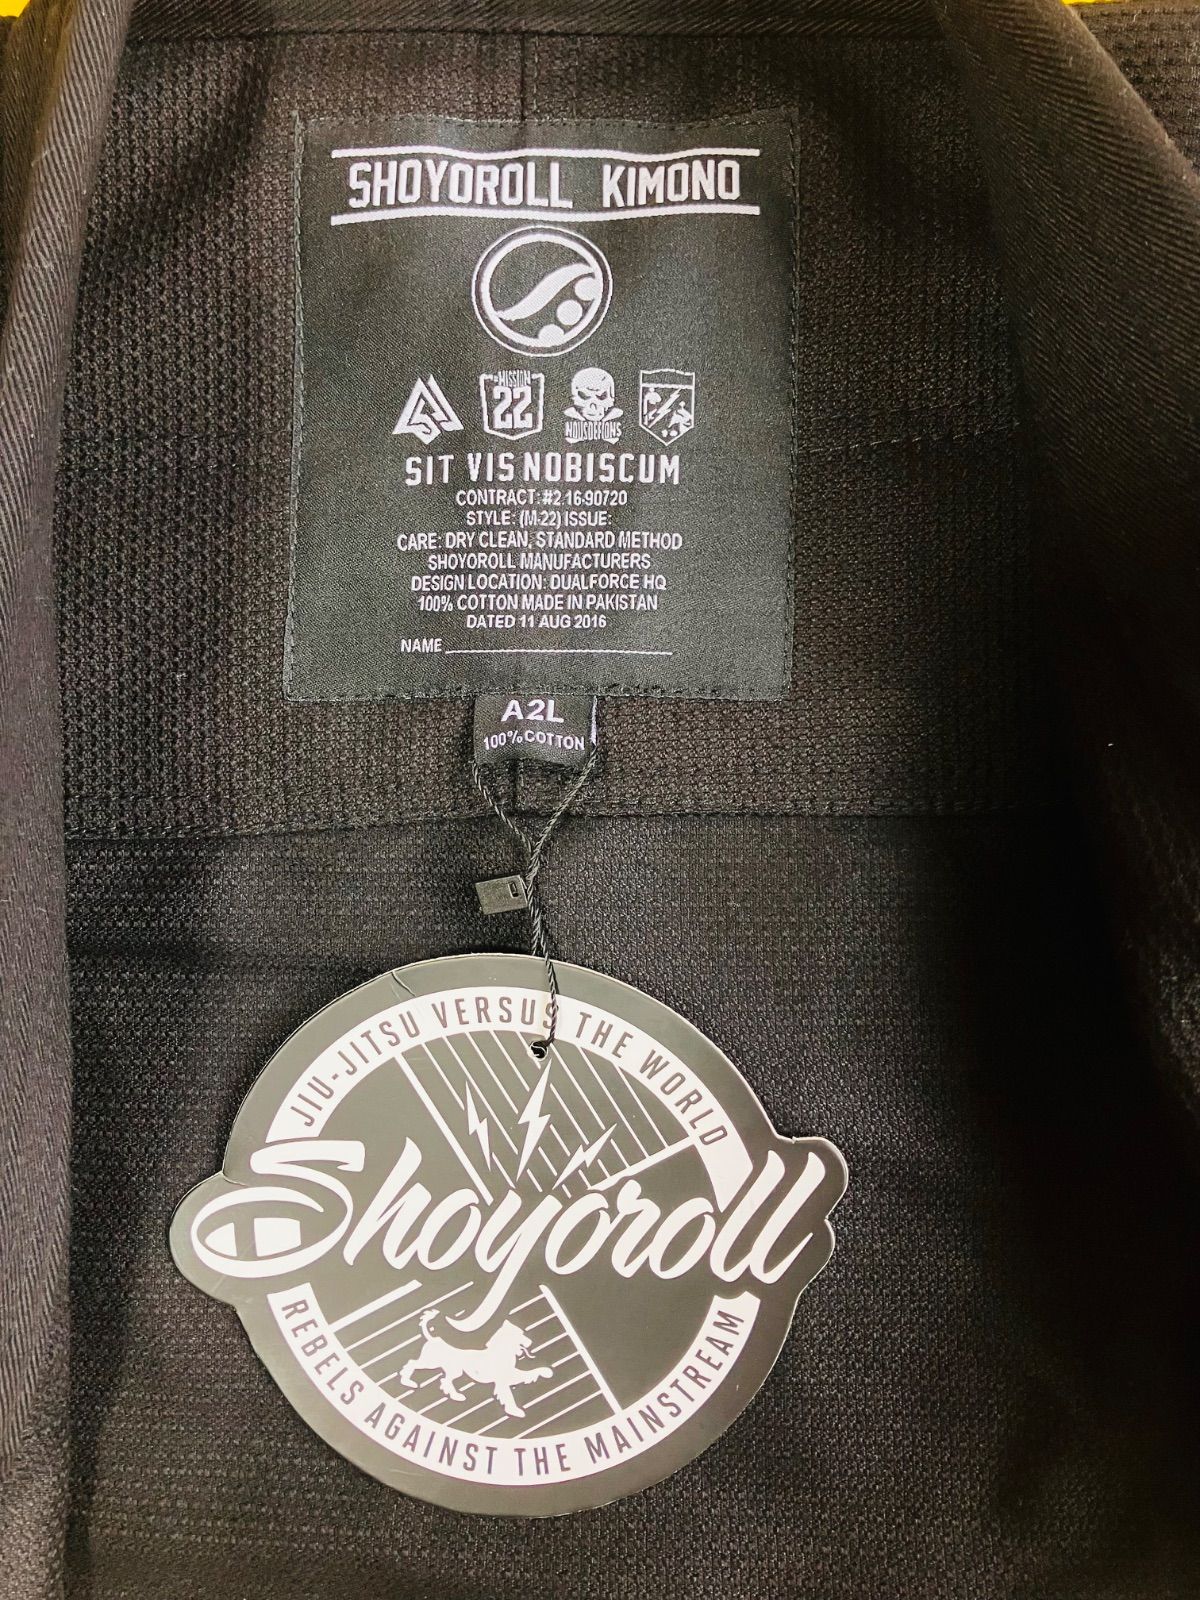 SHOYOROLL KIMONO
MISSION
22
NOUS DEFIONS
SIT VIS NOBISCUM
CONTRACT: #2.16-90720
STYLE: (M-22) ISSUE:
CARE: DRY CLEAN, STANDARD METHOD
SHOYOROLL MANUFACTURERS
DESIGN LOCATION: DUALFORCE HQ
100% COTTON MADE IN PAKISTAN
DATED 11 AUG 2016
NAME
A2L
100% COTTON
JIU-JITSU VERSUS THE WORLD
Shoyoroll
REBELS AGAINST THE MAINSTREAM